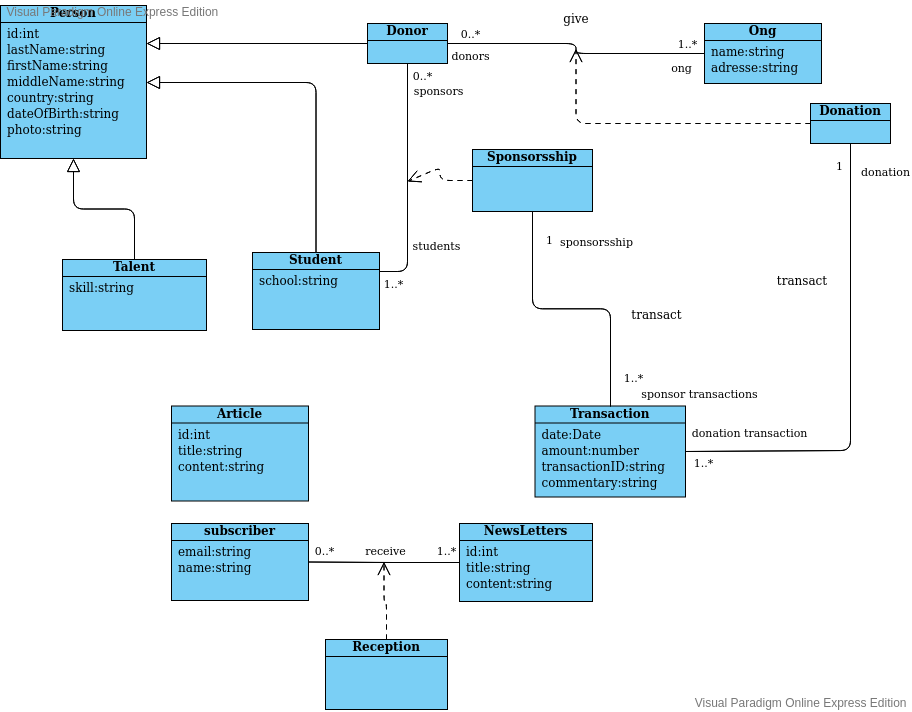 Visual Paradigm Online Express Edition
Person
id:int
lastName:string
firstName:string
middleName:string
country:string
dateOfBirth:string
photo:string
Donor
0..*
donors
give
1..*
ong
Ong
name:string
adresse:string
0..*
sponsors
Donation
1
donation
Sponsorsship
students
1..*
1 sponsorsship
Talent
skill:string
Student
school:string
transact
transact
1..*
sponsor transactions
Article
id:int
title:string
content:string
Transaction
date:Date
amount:number
transactionID:string
commentary:string
donation transaction
1..*
subscriber
email:string
name:string
0..*
receive
1..*
NewsLetters
id:int
title:string
content:string
Reception
Visual Paradigm Online Express Edition